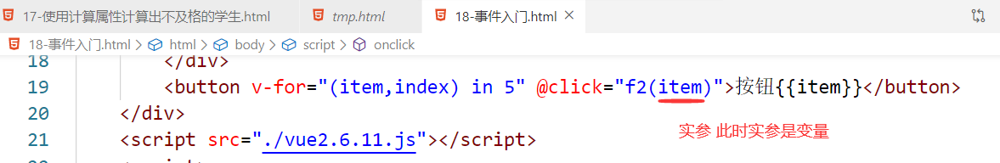 17-使用计算属性计算出不及格的学生.html
tmp.html
18-事件入门.html
18-事件入门.html > html > body > script > onclick
18 </div>
19 <button v-for="(item,index) in 5" @click="f2(item)">按钮{{item}}</button>
20 </div>
实参 此时实参是变量
21 <script src="./vue2.6.11.js"></script>